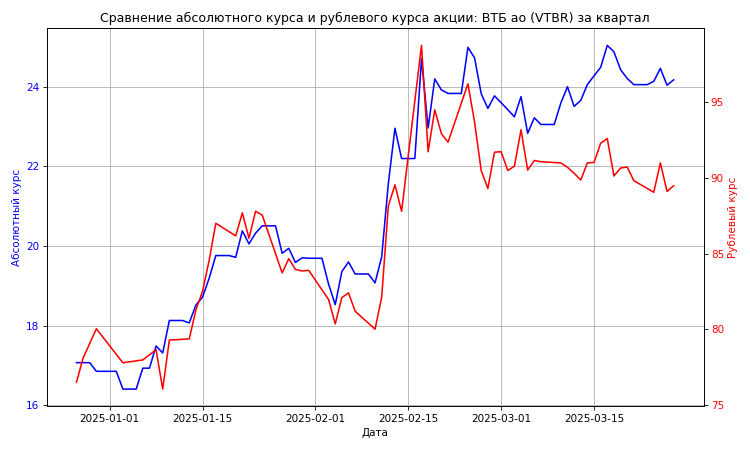 Сравнение абсолютного курса и рублевого курса акции: ВТБ ао (VTBR) за квартал
Абсолютный курс
24
22
20
18
16
95
90
85
80
75
Рублевый курс
2025-01-01 2025-01-15 2025-02-01 2025-02-15 2025-03-01 2025-03-15
Дата